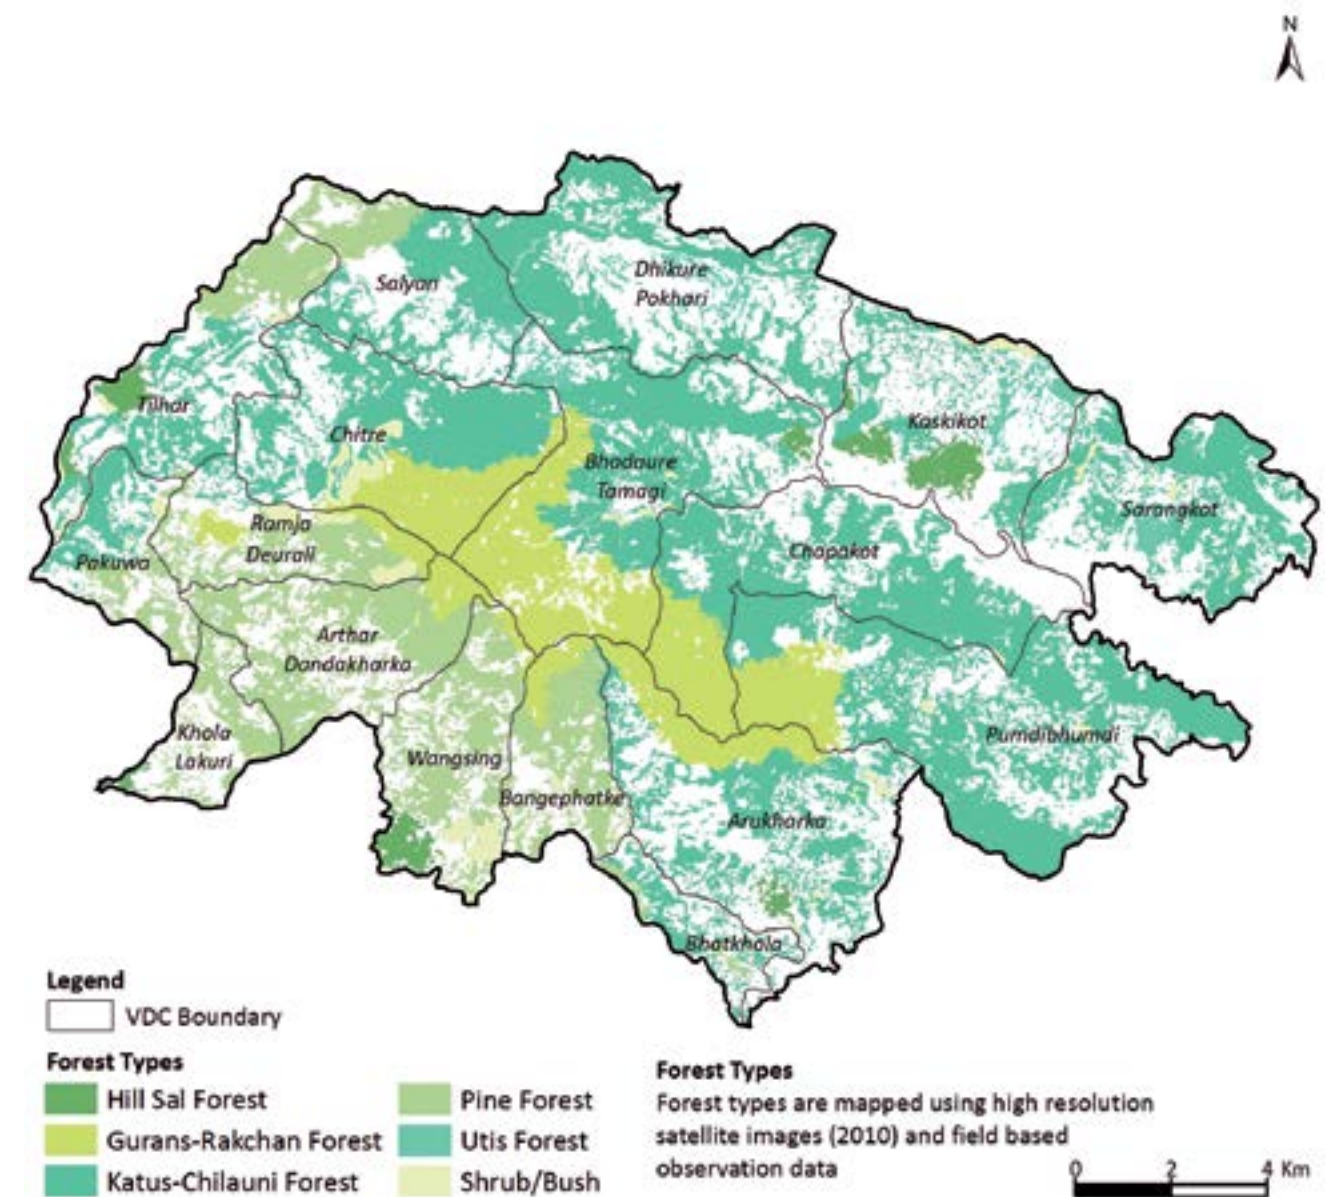 N
Dhikure
Pokhari
Salyan
Tilhar
Chitre
Kaskikot
Bhadaure
Tamagi
Sarangkot
Ramja
Deurali
Chapakot
Pakuwa
Arthar
Dandakharka
Khola
Lakuri
Wangsing
Pumdibhumdi
Bangephatke
Arukharka
Bhatkhola
Legend
VDC Boundary
Forest Types
Hill Sal Forest
Gurans-Rakchan Forest
Katus-Chilauni Forest
Pine Forest
Utis Forest
Shrub/Bush
Forest Types
Forest types are mapped using high resolution
satellite images (2010) and field based
observation data
0 2 4 Km